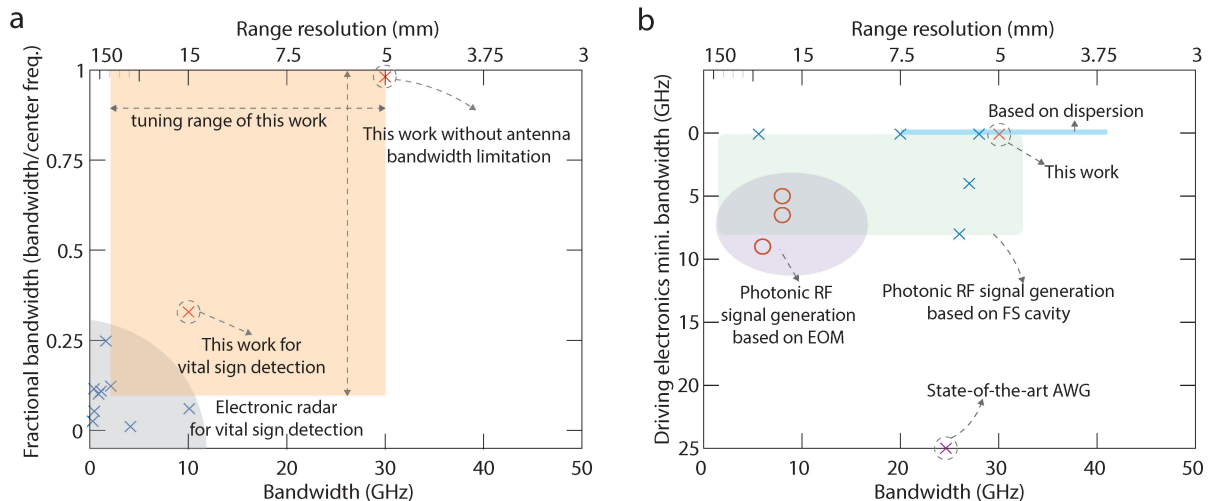 a
Range resolution (mm)
150 15 7.5 5 3.75 3
Fractional bandwidth (bandwidth/center freq.)
1
0.75
0.5
0.25
0
tuning range of this work
This work without antenna
bandwidth limitation
This work for
vital sign detection
Electronic radar
for vital sign detection
0 10 20 30 40 50
Bandwidth (GHz)
b
Range resolution (mm)
150 15 7.5 5 3.75 3
Driving electronics mini. bandwidth (GHz)
0
5
10
15
20
25
Based on dispersion
This work
Photonic RF
signal generation
based on EOM
Photonic RF signal generation
based on FS cavity
State-of-the-art AWG
0 10 20 30 40 50
Bandwidth (GHz)